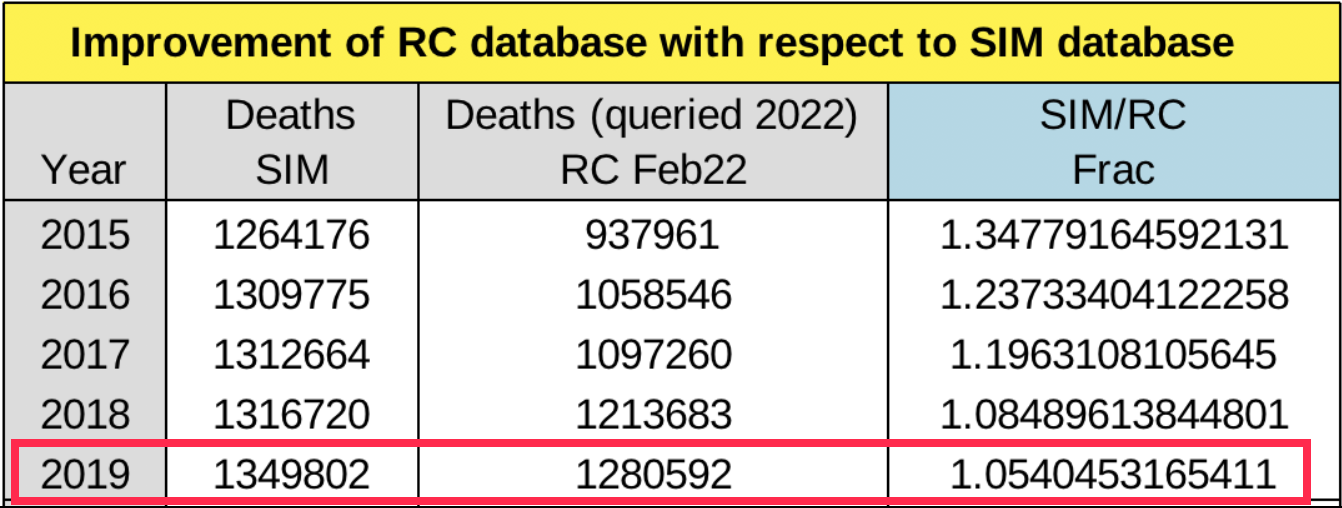 Improvement of RC database with respect to SIM database
Year Deaths SIM Deaths (queried 2022) RC Feb22 SIM/RC Frac
2015 1264176 937961 1.34779164592131
2016 1309775 1058546 1.23733404122258
2017 1312664 1097260 1.1963108105645
2018 1316720 1213683 1.08489613844801
2019 1349802 1280592 1.0540453165411